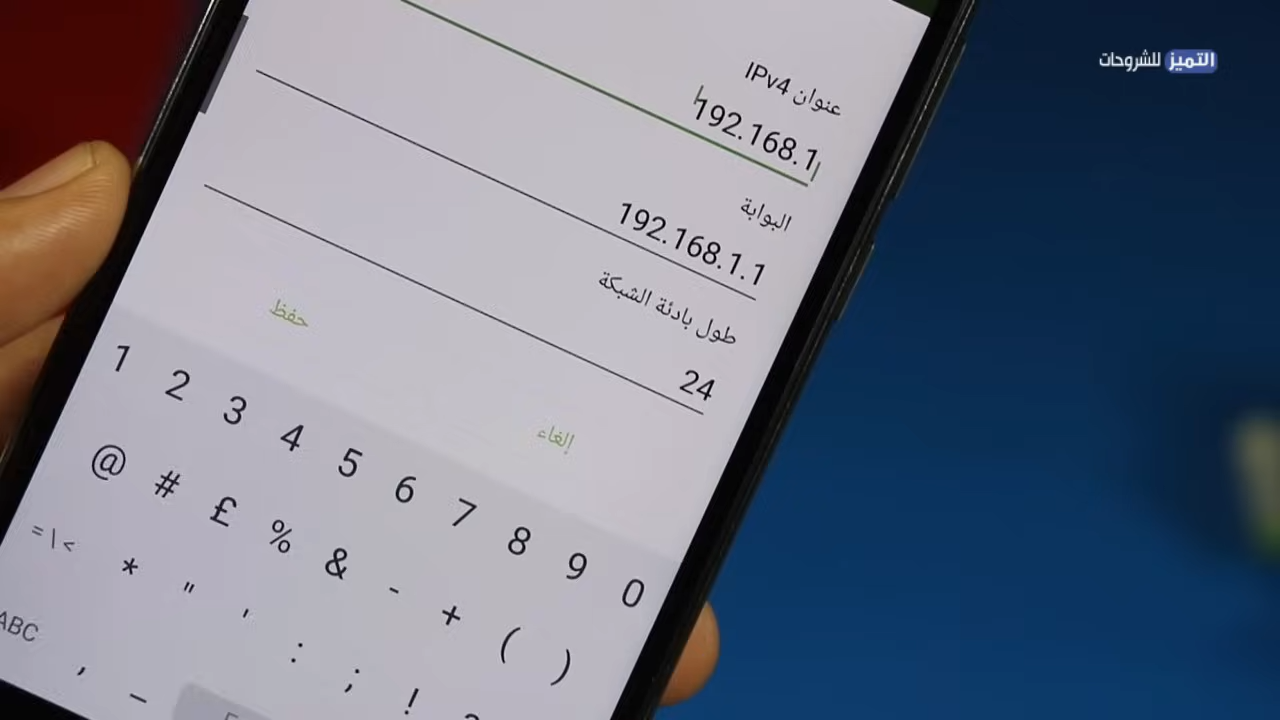 التميز للشروحات
عنوان IPv4
192.168.1
البوابة
192.168.1.1
طول بادئة الشبكة
24
حفظ
إلغاء
1 2 3 4 5 6 7 8 9 0
@ # £ % & - + ( )
= \ < * " ' : ; !
ABC , _